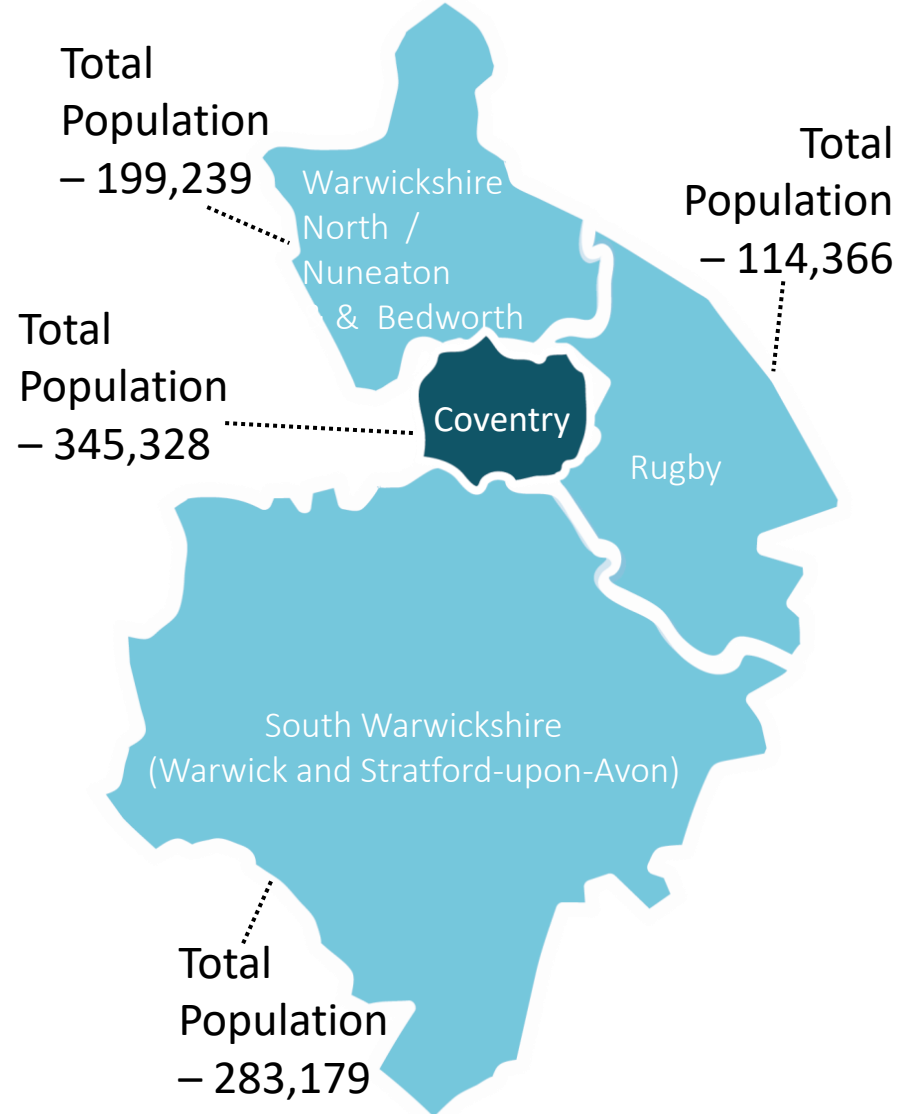 Total
Population
– 199,239
Total
Population
– 114,366
Warwickshire
North /
Nuneaton
& Bedworth
Total
Population
– 345,328
Coventry
Rugby
South Warwickshire
(Warwick and Stratford-upon-Avon)
Total
Population
– 283,179